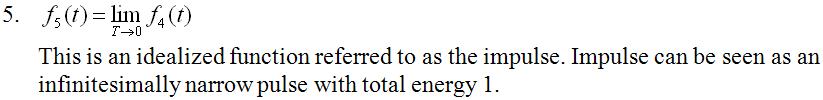 5. f₅(t) = lim f₄(t)
T→0
This is an idealized function referred to as the impulse. Impulse can be seen as an
infinitesimally narrow pulse with total energy 1.